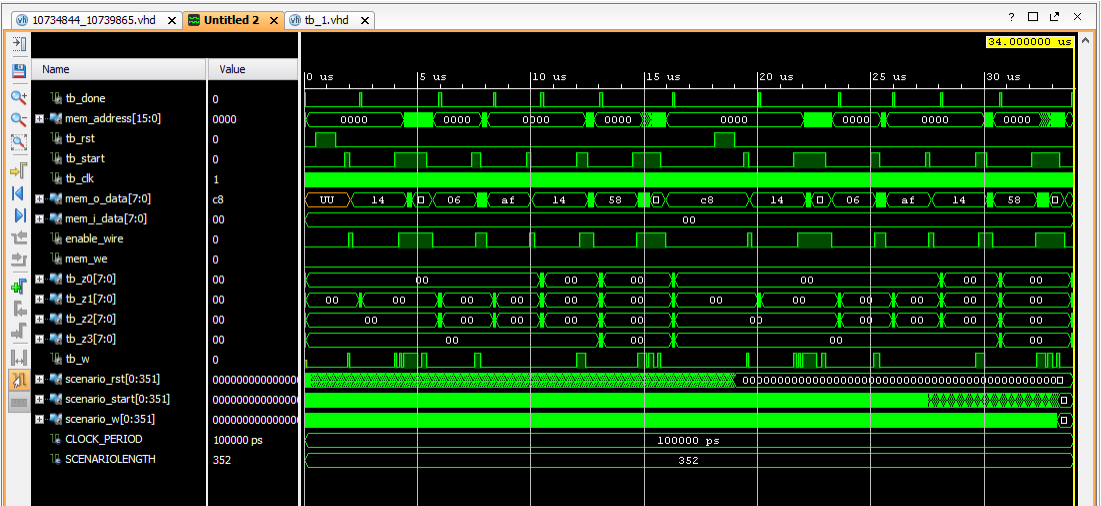 10734844_10739865.vhd Untitled 2 tb_1.vhd
34.000000 us
Name Value
0 us 5 us 10 us 15 us 20 us 25 us 30 us
tb_done 0
mem_address[15:0] 0000 0000 0000 0000 0000 0000 0000 0000 0000
tb_rst 0
tb_start 0
tb_clk 1
mem_o_data[7:0] c8 UU 14 06 af 14 58 c8 14 06 af 14 58
mem_i_data[7:0] 00 00
enable_wire 0
mem_we 0
tb_z0[7:0] 00 00 00 00 00 00
tb_z1[7:0] 00 00 00 00 00 00 00 00 00 00 00 00
tb_z2[7:0] 00 00 00 00 00 00 00 00 00 00
tb_z3[7:0] 00 00 00 00
tb_w 0
scenario_rst[0:351] 00000000000000 0000000000000000000000000000000000000000
scenario_start[0:351] 00000000000000
scenario_w[0:351] 00000000000000
CLOCK_PERIOD 100000 ps 100000 ps
SCENARIOLENGTH 352 352